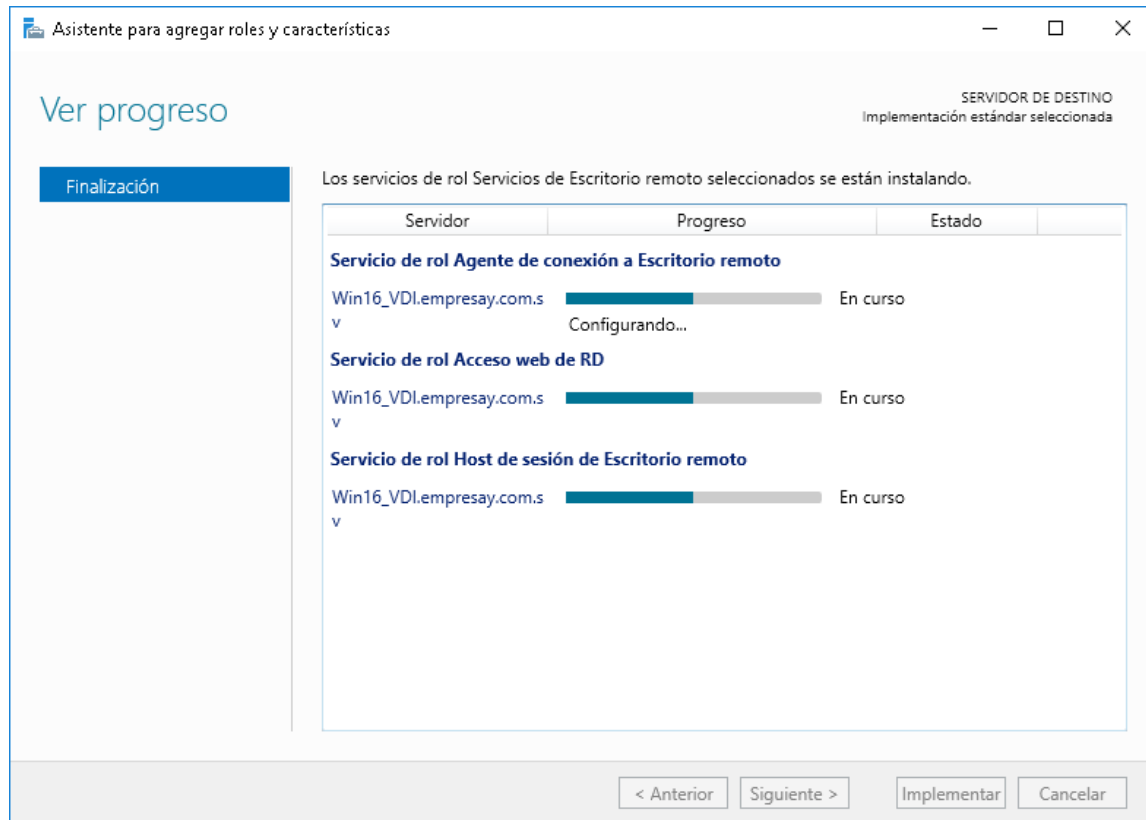 Asistente para agregar roles y características
Ver progreso
SERVIDOR DE DESTINO
Implementación estándar seleccionada
Finalización
Los servicios de rol Servicios de Escritorio remoto seleccionados se están instalando.
Servidor Progreso Estado
Servicio de rol Agente de conexión a Escritorio remoto
Win16_VDI.empresay.com.s En curso
v Configurando...
Servicio de rol Acceso web de RD
Win16_VDI.empresay.com.s En curso
v
Servicio de rol Host de sesión de Escritorio remoto
Win16_VDI.empresay.com.s En curso
v
< Anterior Siguiente > Implementar Cancelar